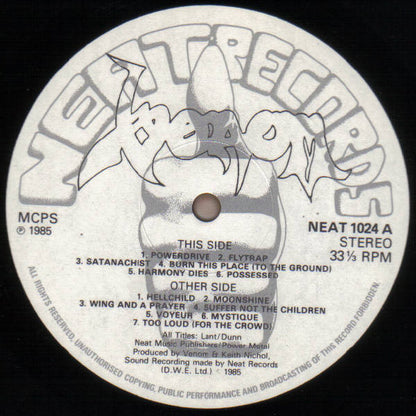 NEAT RECORDS
VENOM
MCPS
℗ 1985
NEAT 1024 A
STEREO
33⅓ RPM
THIS SIDE
1. POWERDRIVE 2. FLYTRAP
3. SATANACHIST 4. BURN THIS PLACE (TO THE GROUND)
5. HARMONY DIES 6. POSSESSED
OTHER SIDE
1. HELLCHILD 2. MOONSHINE
3. WING AND A PRAYER 4. SUFFER NOT THE CHILDREN
5. VOYEUR 6. MYSTIQUE
7. TOO LOUD (FOR THE CROWD)
All Titles: Lant/Dunn
Neat Music Publishers/Power Metal
Produced by Venom & Keith Nichol,
Sound Recording made by Neat Records
(D.W.E. Ltd.) 1985
ALL RIGHTS RESERVED. UNAUTHORISED COPYING, PUBLIC PERFORMANCE AND BROADCASTING OF THIS RECORD FORBIDDEN.